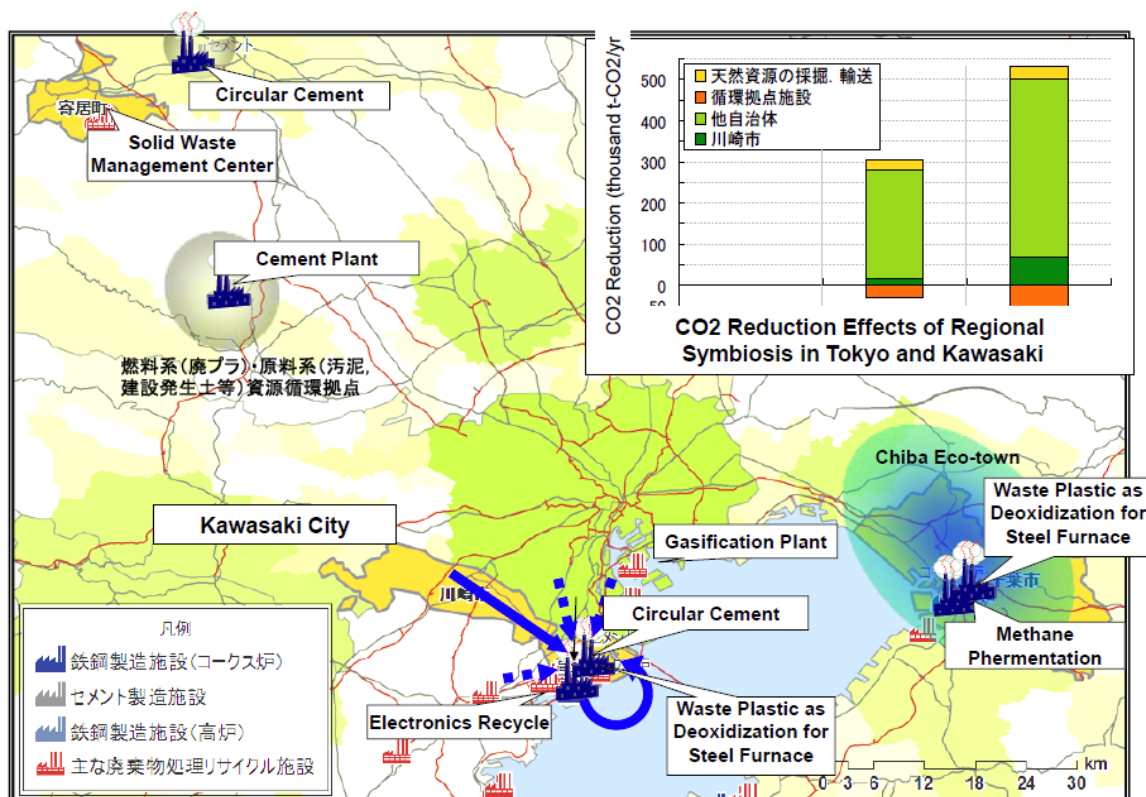 セメント
Circular Cement
寄居町
Solid Waste
Management Center
Cement Plant
燃料系(廃プラ)・原料系(汚泥,
建設発生土等)資源循環拠点
CO2 Reduction (thousand t-CO2/yr
500
400
300
200
100
0
50
天然資源の採掘．輸送
循環拠点施設
他自治体
川崎市
CO2 Reduction Effects of Regional
Symbiosis in Tokyo and Kawasaki
Chiba Eco-town
Waste Plastic as
Deoxidization for
Steel Furnace
Kawasaki City
Gasification Plant
川崎
Circular Cement
千葉市
Methane
Phermentation
Electronics Recycle
Waste Plastic as
Deoxidization for
Steel Furnace
凡例
鉄鋼製造施設(コークス炉)
セメント製造施設
鉄鋼製造施設(高炉)
主な廃棄物処理リサイクル施設
km
0 3 6 12 18 24 30